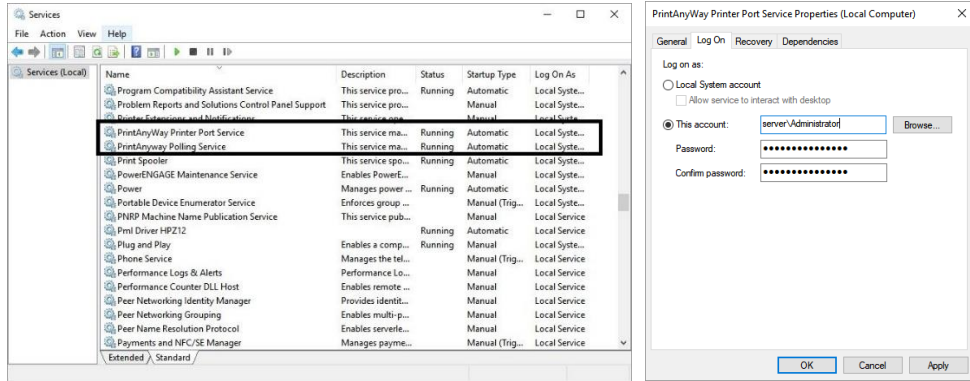 Services
File Action View Help
Services (Local)
Name Description Status Startup Type Log On As
Program Compatibility Assistant Service This service pro... Running Automatic Local Syste...
Problem Reports and Solutions Control Panel Support This service pro... Manual Local Syste...
Printer Extensions and Notifications This service ope... Manual Local Syste...
PrintAnyWay Printer Port Service This service ma... Running Automatic Local Syste...
PrintAnyway Polling Service This service ma... Running Automatic Local Syste...
Print Spooler This service spo... Running Automatic Local Syste...
PowerENGAGE Maintenance Service Enables PowerE... Manual Local Syste...
Power Manages power ... Running Automatic Local Syste...
Portable Device Enumerator Service Enforces group ... Manual (Trig... Local Syste...
PNRP Machine Name Publication Service This service pub... Manual Local Service
Pml Driver HPZ12 Running Automatic Local Service
Plug and Play Enables a comp... Running Manual Local Syste...
Phone Service Manages the tel... Manual (Trig... Local Service
Performance Logs & Alerts Performance Lo... Manual Local Service
Performance Counter DLL Host Enables remote ... Manual Local Service
Peer Networking Identity Manager Provides identit... Manual Local Service
Peer Networking Grouping Enables multi-p... Manual Local Service
Peer Name Resolution Protocol Enables serverle... Manual Local Service
Payments and NFC/SE Manager Manages payme... Manual (Trig... Local Service
Extended Standard
PrintAnyWay Printer Port Service Properties (Local Computer)
General Log On Recovery Dependencies
Log on as:
Local System account
Allow service to interact with desktop
This account: server\Administrator Browse...
Password: •••••••••••••••
Confirm password: •••••••••••••••
OK Cancel Apply